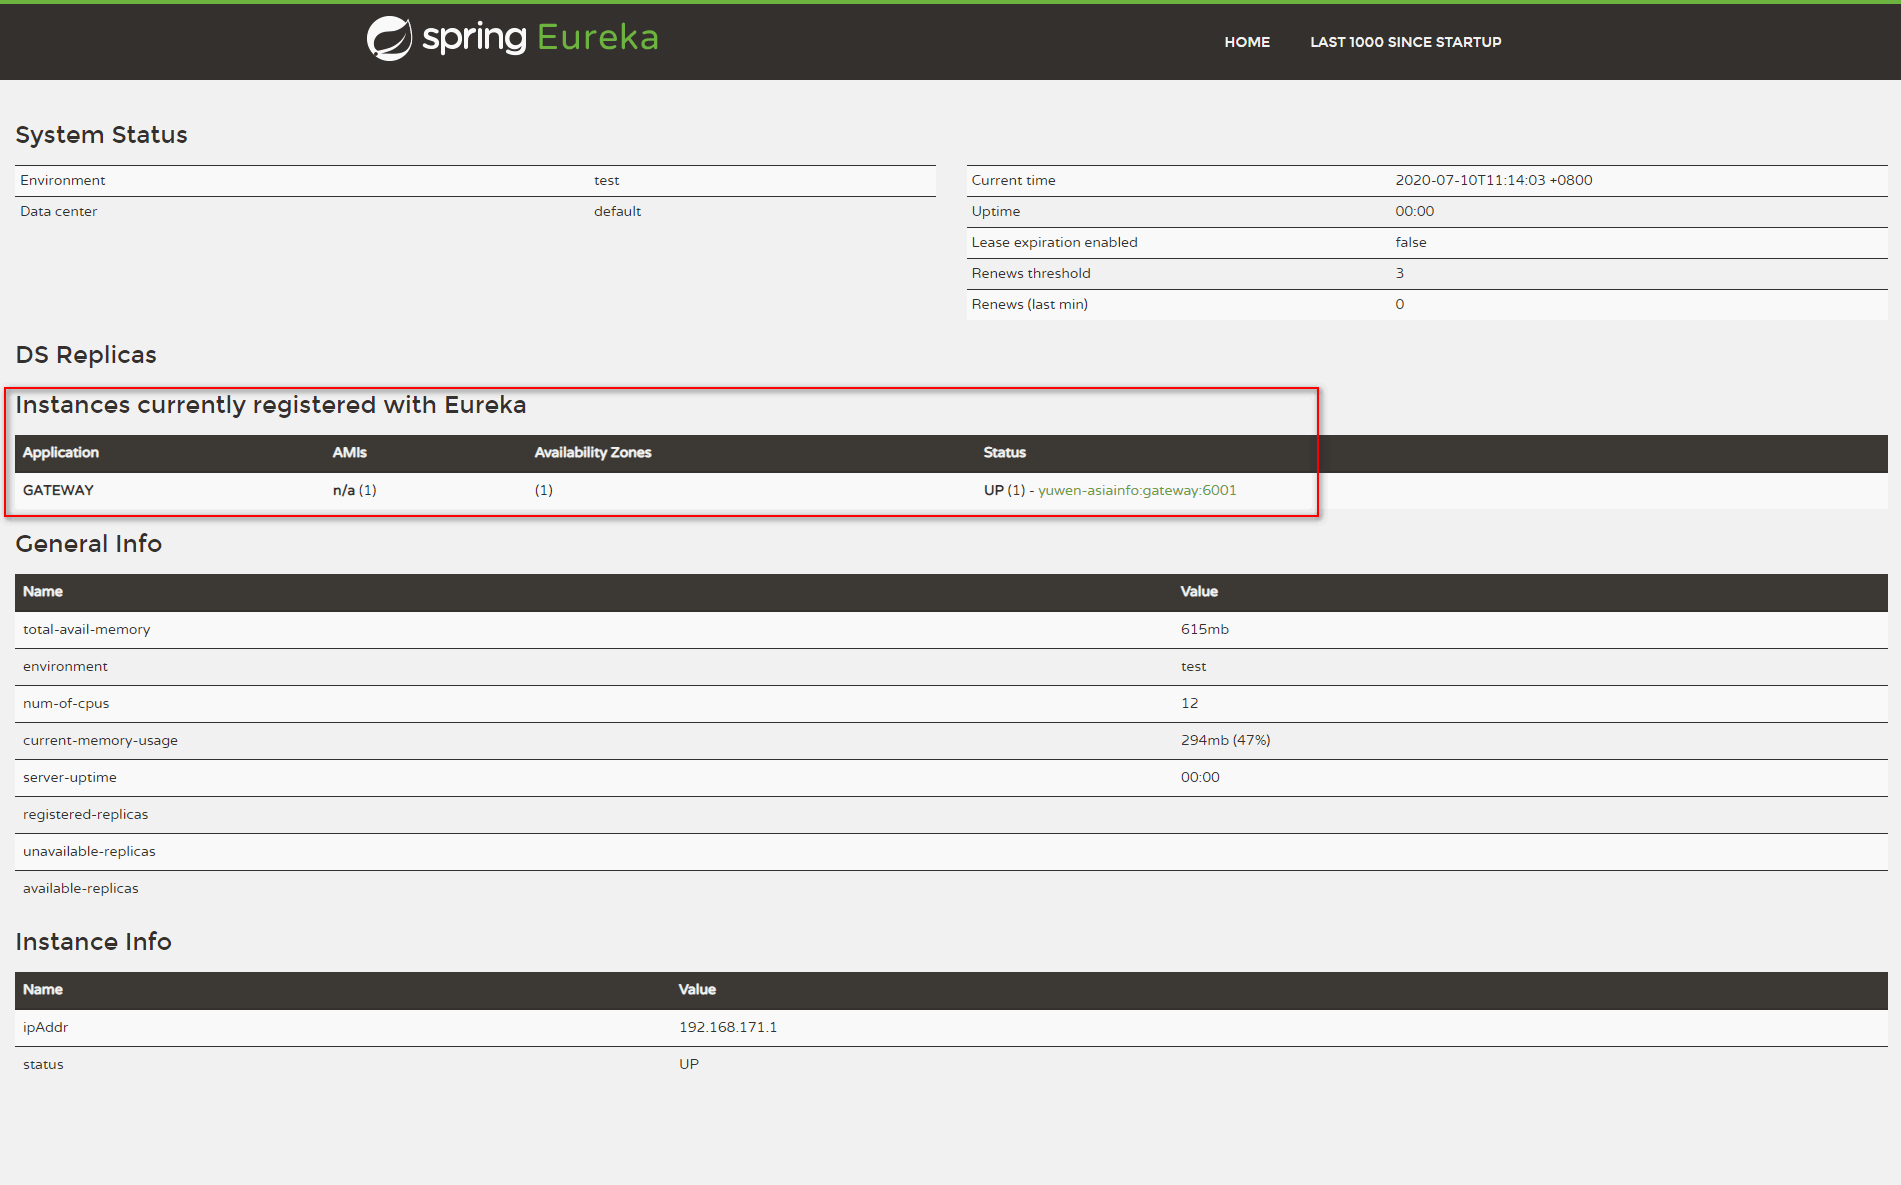 spring Eureka
HOME LAST 1000 SINCE STARTUP
System Status
Environment test
Data center default
Current time 2020-07-10T11:14:03 +0800
Uptime 00:00
Lease expiration enabled false
Renews threshold 3
Renews (last min) 0
DS Replicas
Instances currently registered with Eureka
Application AMIs Availability Zones Status
GATEWAY n/a (1) (1) UP (1) - yuwen-asiainfo:gateway:6001
General Info
Name Value
total-avail-memory 615mb
environment test
num-of-cpus 12
current-memory-usage 294mb (47%)
server-uptime 00:00
registered-replicas
unavailable-replicas
available-replicas
Instance Info
Name Value
ipAddr 192.168.171.1
status UP